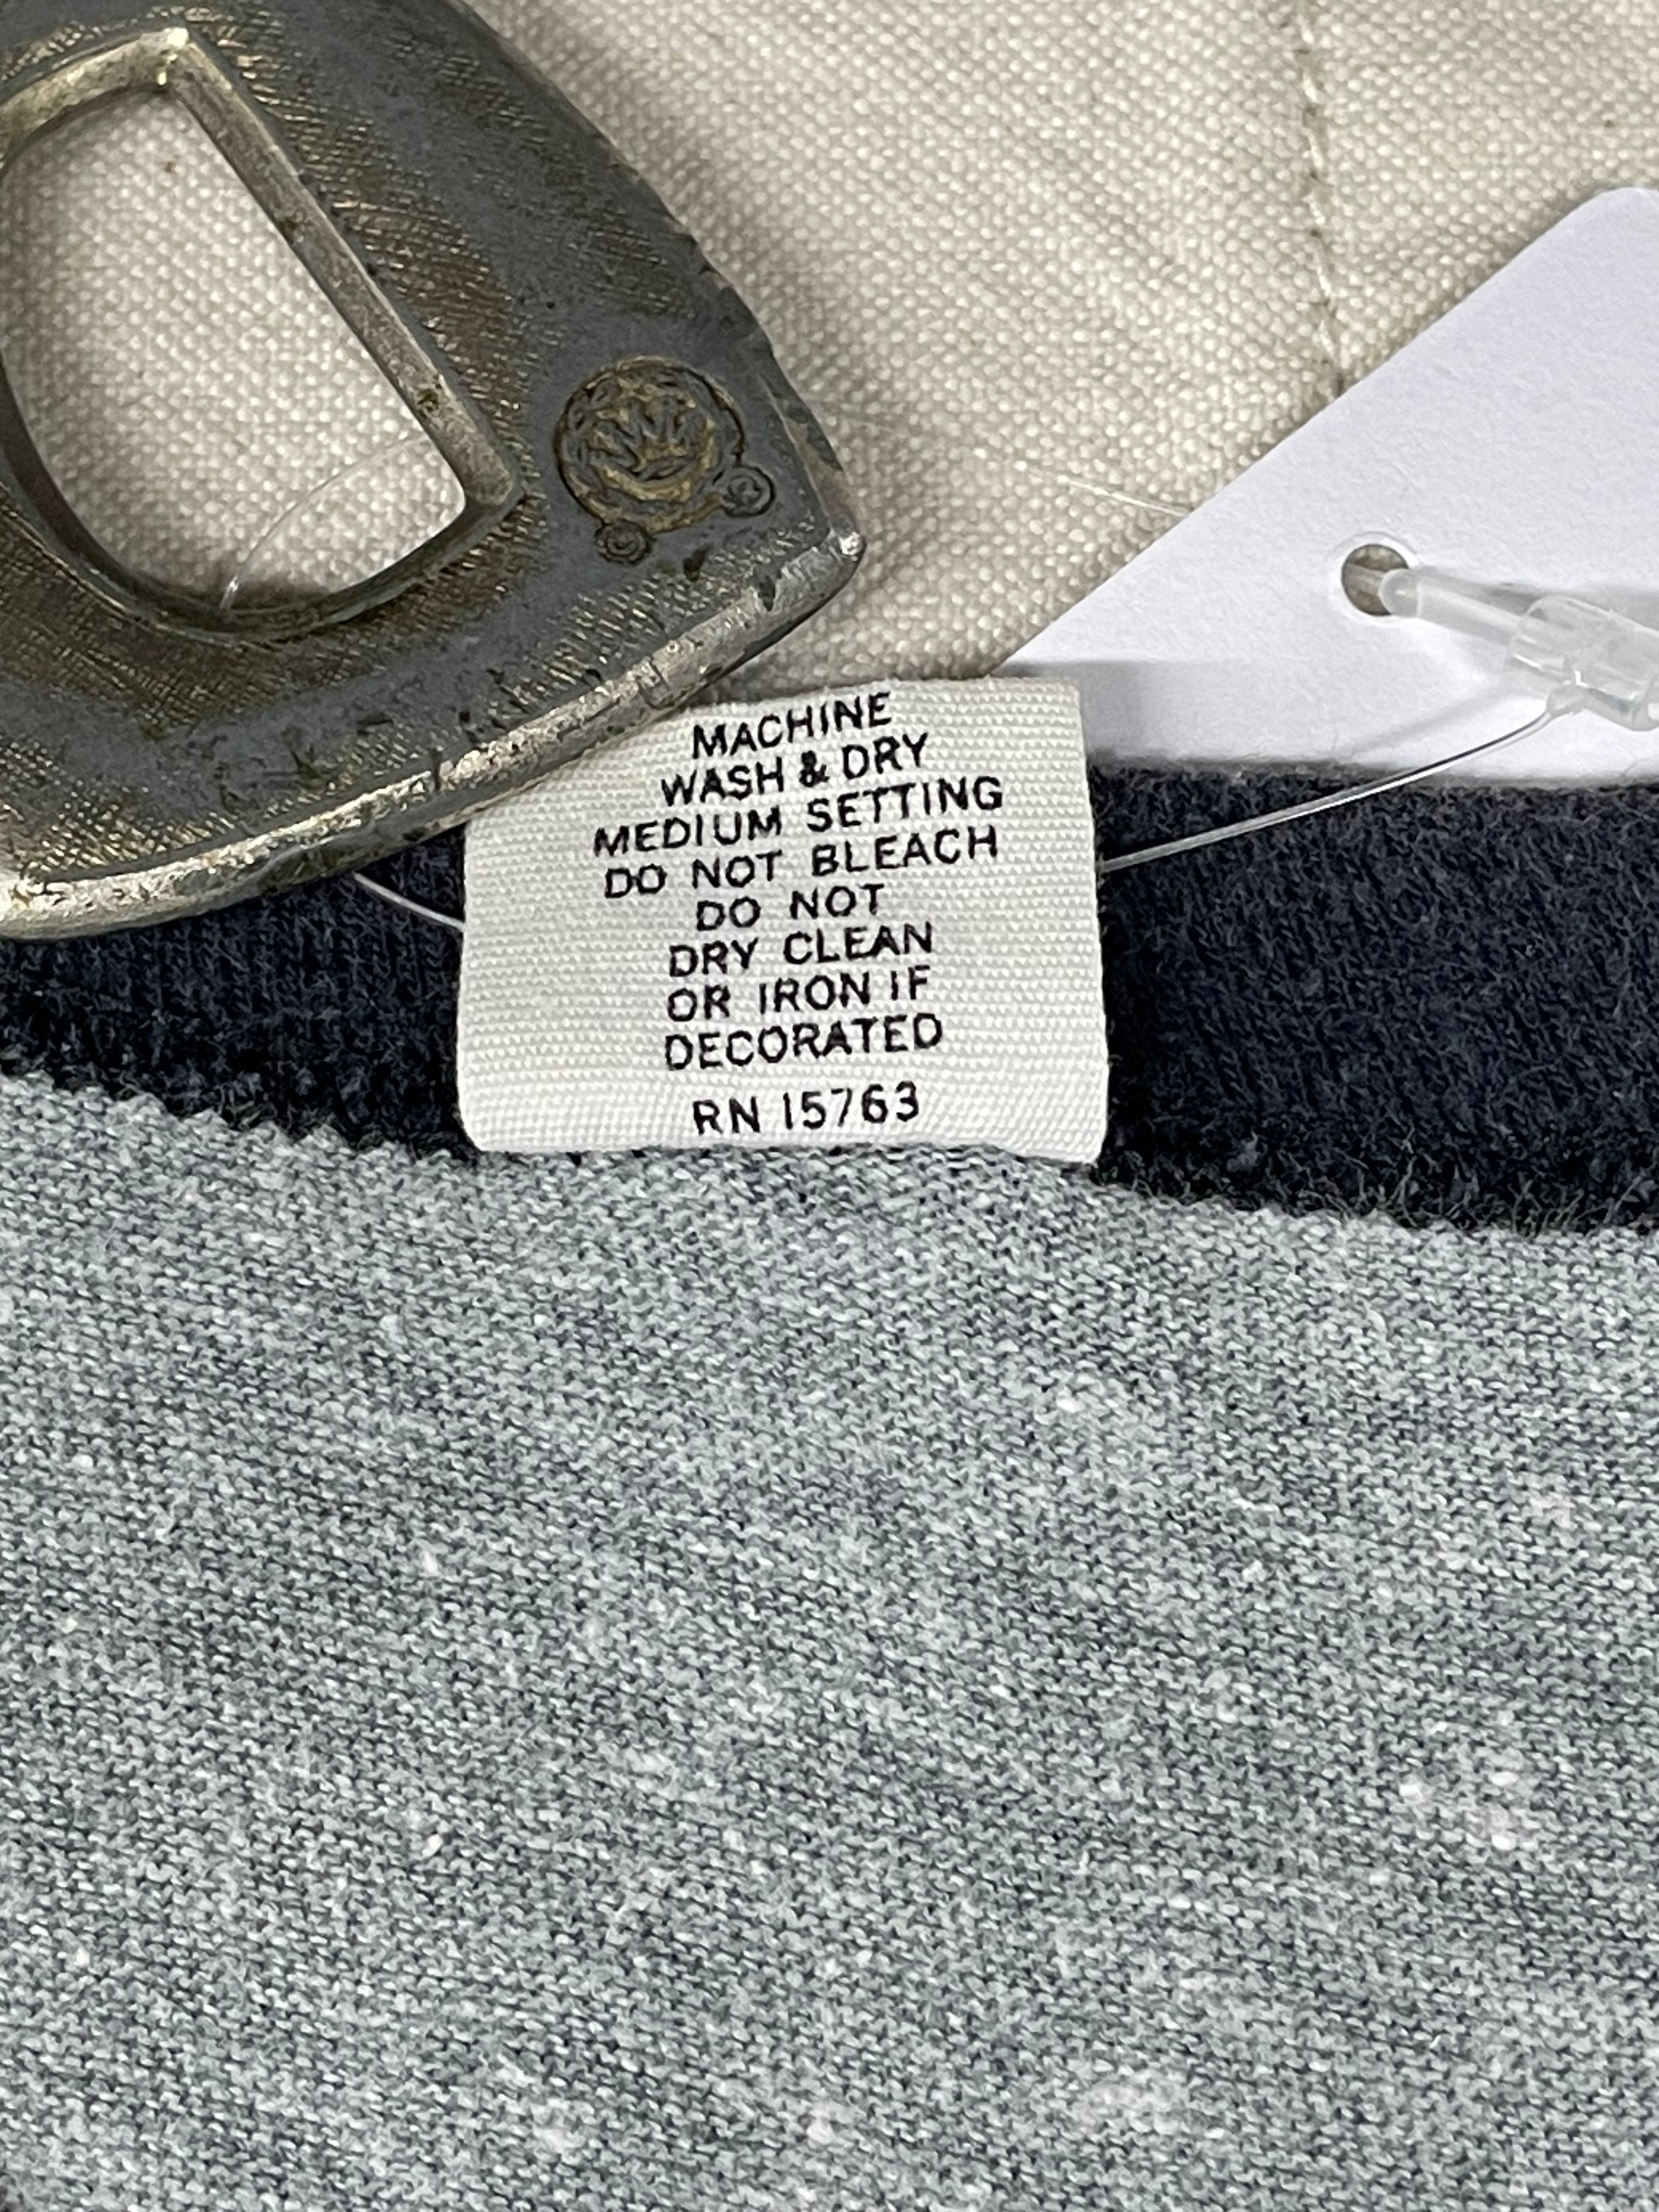 MACHINE
WASH & DRY
MEDIUM SETTING
DO NOT BLEACH
DO NOT
DRY CLEAN
OR IRON IF
DECORATED
RN 15763